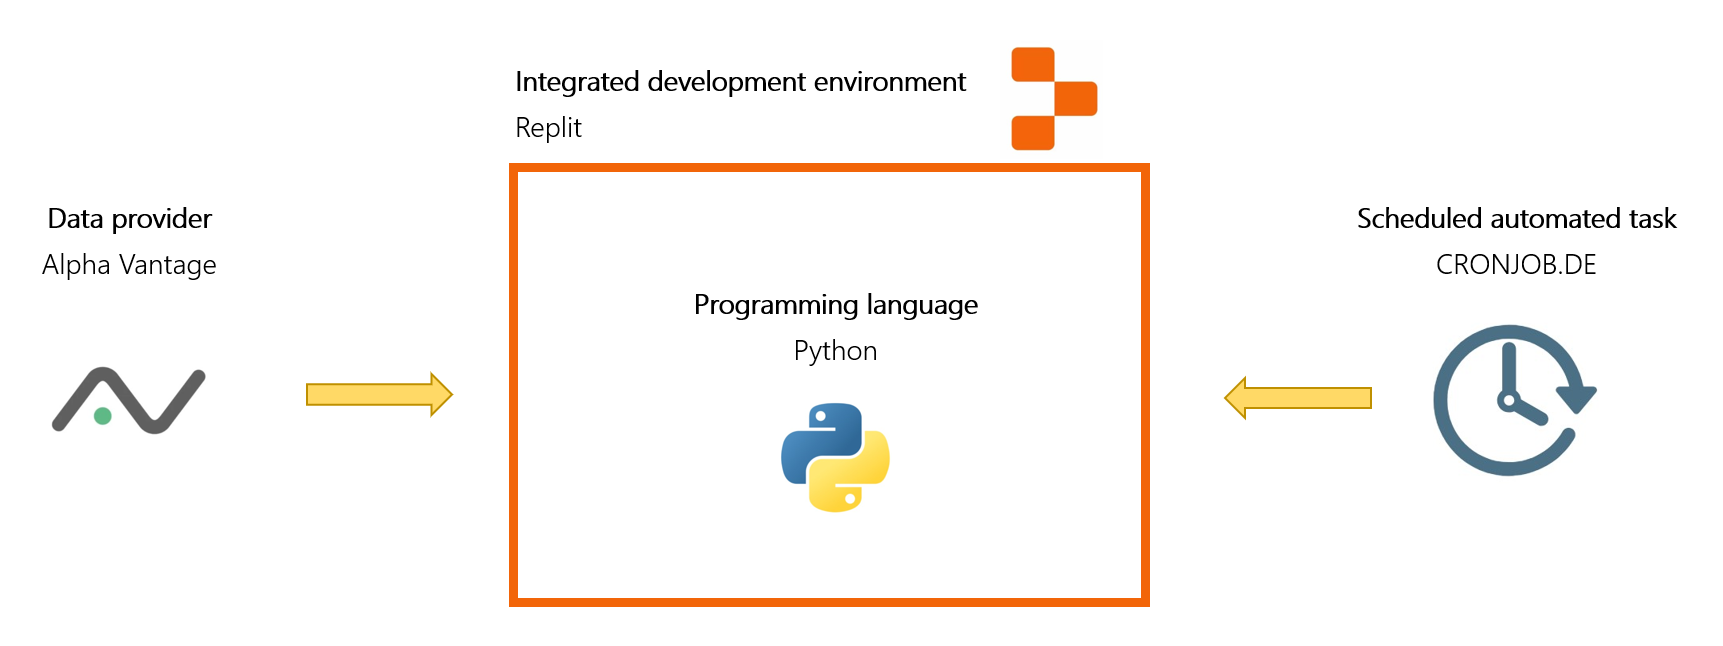 Integrated development environment
Replit
Data provider
Alpha Vantage
Programming language
Python
Scheduled automated task
CRONJOB.DE